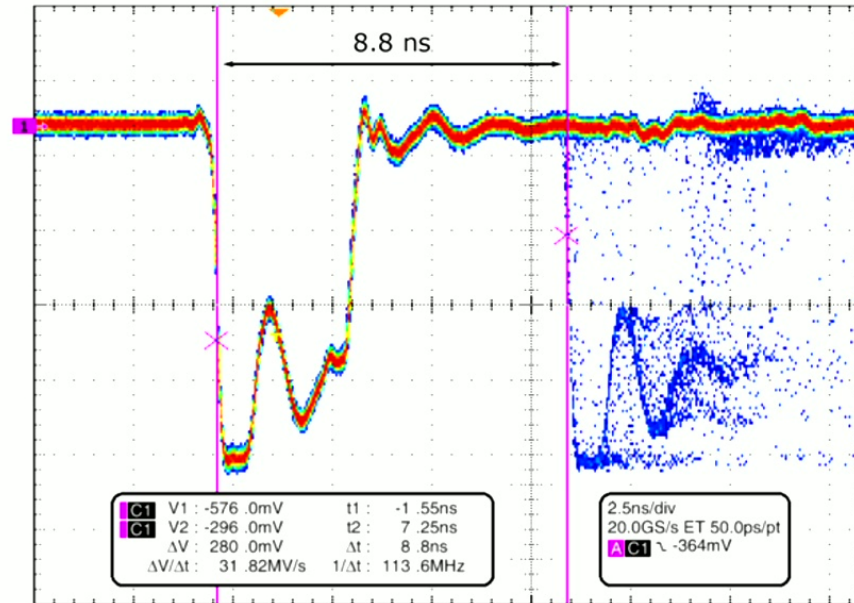 8.8 ns
1
C1 V1 : -576 .0mV t1 : -1 .55ns
C1 V2 : -296 .0mV t2 : 7 .25ns
ΔV : 280 .0mV Δt : 8 .8ns
ΔV/Δt : 31 .82MV/s 1/Δt : 113 .6MHz
2.5ns/div
20.0GS/s ET 50.0ps/pt
A C1 -364mV